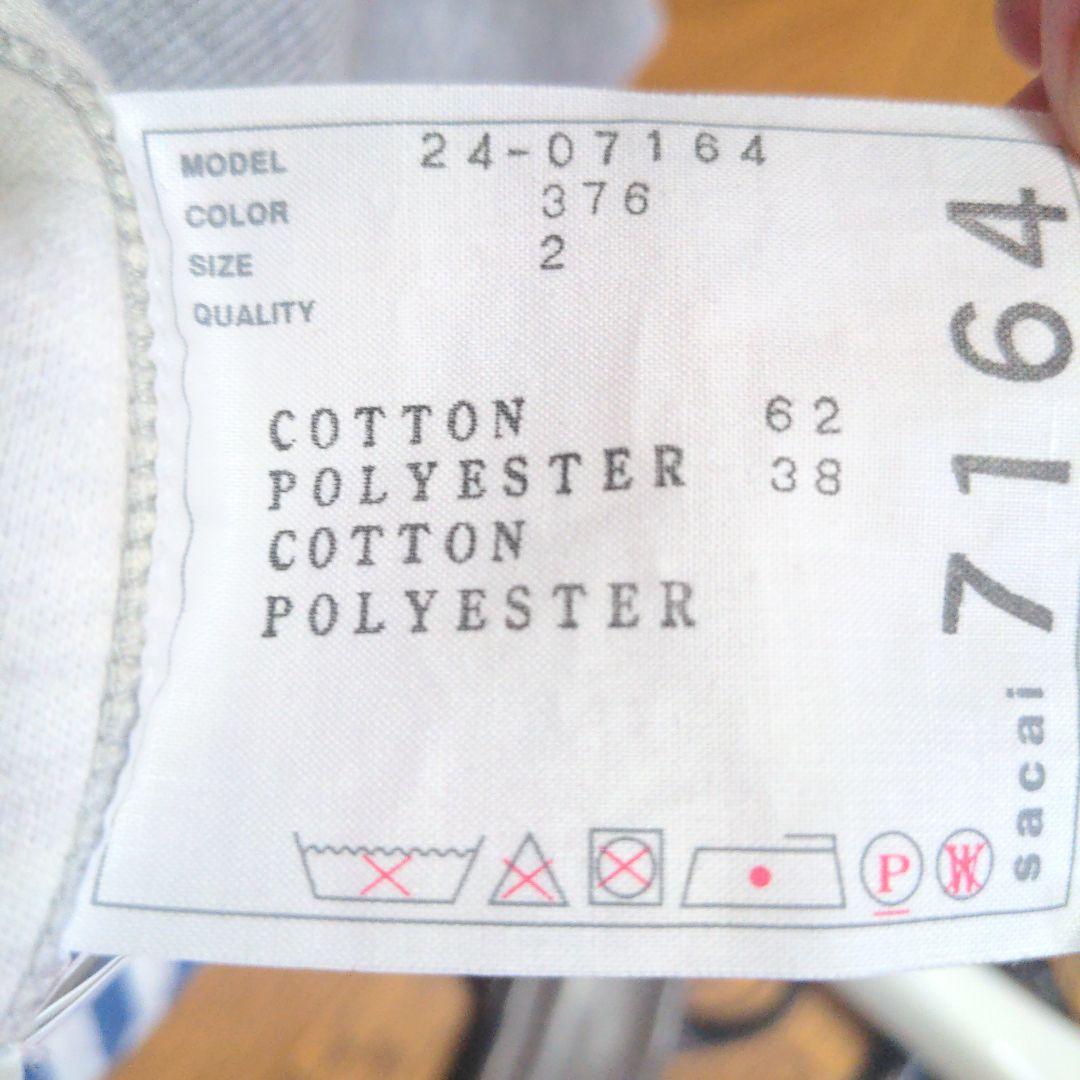 MODEL 24-07164
COLOR 376
SIZE 2
QUALITY
COTTON 62
POLYESTER 38
COTTON
POLYESTER
P
W
sacai 7164